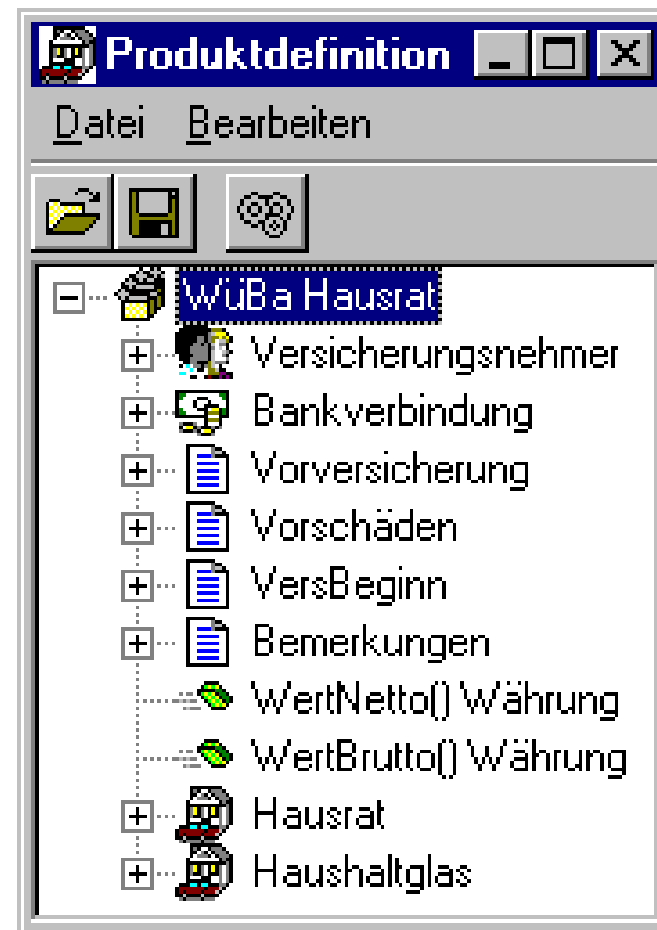 Produktdefinition
Datei Bearbeiten
WüBa Hausrat
Versicherungsnehmer
Bankverbindung
Vorversicherung
Vorschäden
VersBeginn
Bemerkungen
WertNetto() Währung
WertBrutto() Währung
Hausrat
Haushaltglas